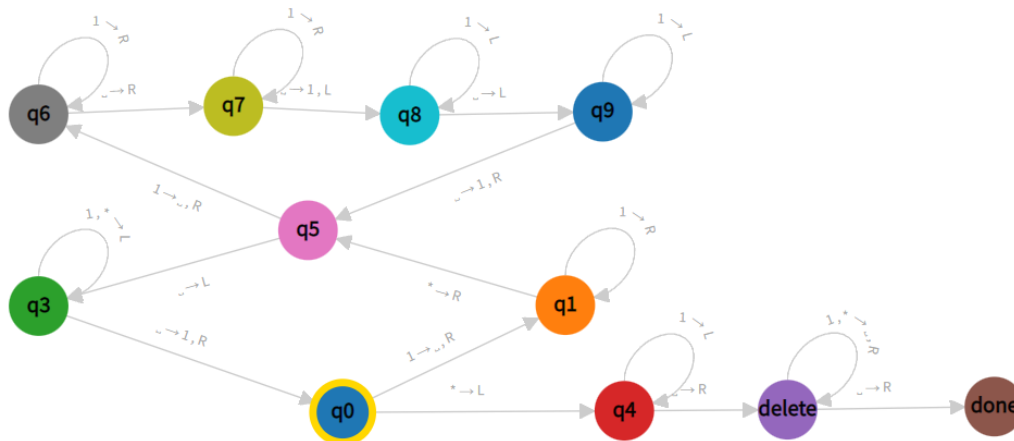 1→R
1→R
1→L
1→L
␣→R
␣→1,L
␣→L
q6
q7
q8
q9
1→␣,R
␣→1,R
1,*→L
q5
1→R
␣→L
*→R
q3
q1
␣→1,R
1→␣,R
1→L
1,*→␣,R
*→L
␣→R
␣→R
q0
q4
delete
done